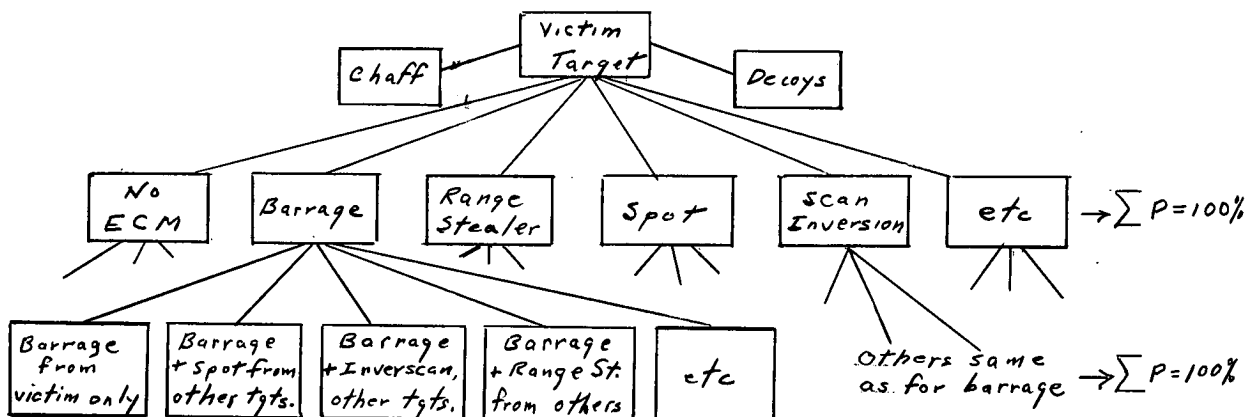 Victim
Target
Chaff
Decoys
No
ECM
Barrage
Range
Stealer
Spot
Scan
Inversion
etc
→ ∑ P=100%
Barrage
from
victim only
Barrage
+ Spot from
other tgts.
Barrage
+ Inverscan,
other tgts.
Barrage
+ Range St.
from others
etc
others same
as for barrage
→ ∑ P=100%